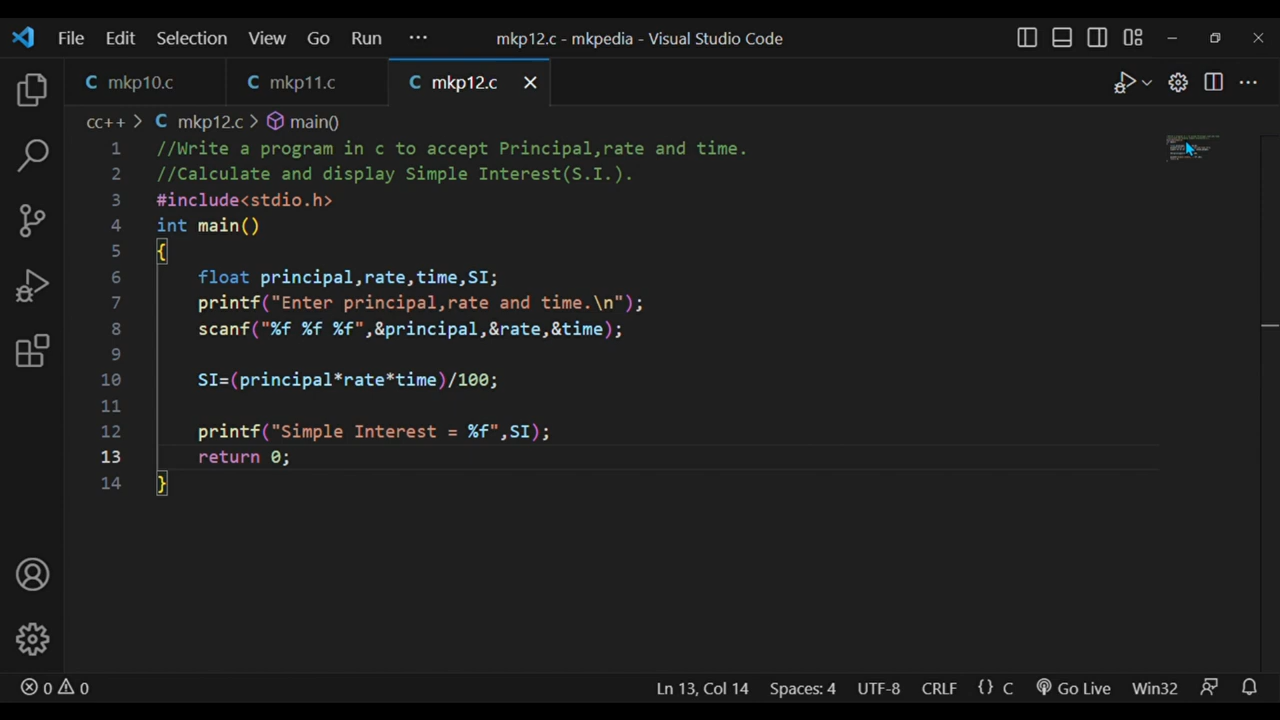 File Edit Selection View Go Run ··· mkp12.c - mkpedia - Visual Studio Code
C mkp10.c C mkp11.c C mkp12.c
cc++ > C mkp12.c > main()
1 //Write a program in c to accept Principal,rate and time.
2 //Calculate and display Simple Interest(S.I.).
3 #include<stdio.h>
4 int main()
5 {
6 float principal,rate,time,SI;
7 printf("Enter principal,rate and time.\n");
8 scanf("%f %f %f",&principal,&rate,&time);
9
10 SI=(principal*rate*time)/100;
11
12 printf("Simple Interest = %f",SI);
13 return 0;
14 }
0 0 Ln 13, Col 14 Spaces: 4 UTF-8 CRLF {} C Go Live Win32